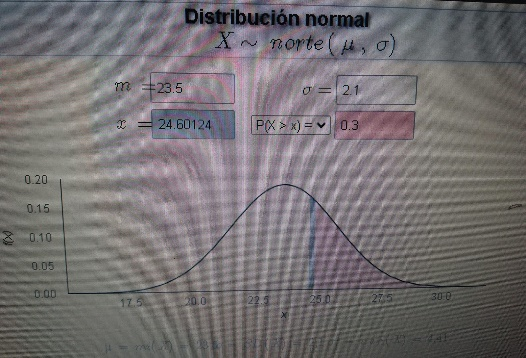 Distribución normal
X ~ norte( μ , σ)
m = 23.5
σ = 2.1
x = 24.60124
P(X > x) = 0.3
0.20
0.15
0.10
0.05
0.00
f(x)
17.5 20.0 22.5 25.0 27.5 30.0
x